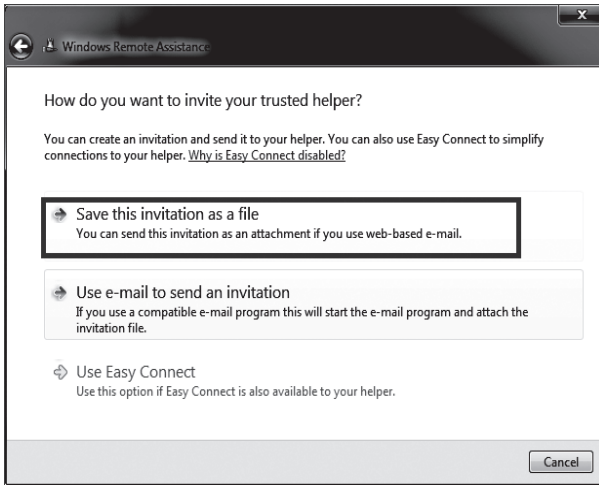 x
Windows Remote Assistance
How do you want to invite your trusted helper?
You can create an invitation and send it to your helper. You can also use Easy Connect to simplify
connections to your helper. Why is Easy Connect disabled?
Save this invitation as a file
You can send this invitation as an attachment if you use web-based e-mail.
Use e-mail to send an invitation
If you use a compatible e-mail program this will start the e-mail program and attach the
invitation file.
Use Easy Connect
Use this option if Easy Connect is also available to your helper.
Cancel